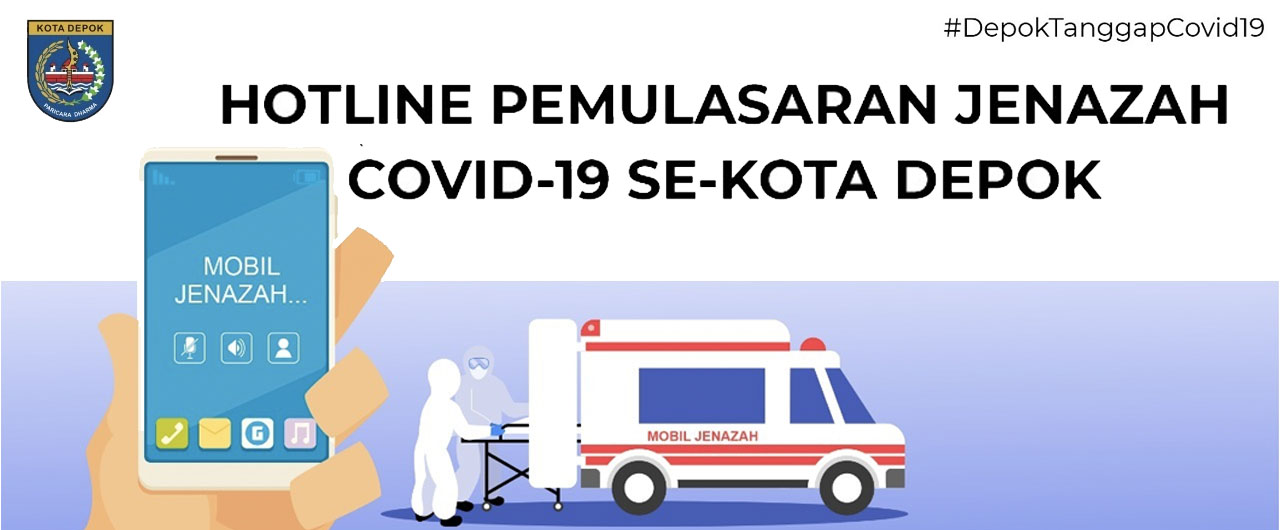 KOTA DEPOK
PARICARA DHARMA
#DepokTanggapCovid19
HOTLINE PEMULASARAN JENAZAH
COVID-19 SE-KOTA DEPOK
MOBIL
JENAZAH...
G
MOBIL JENAZAH